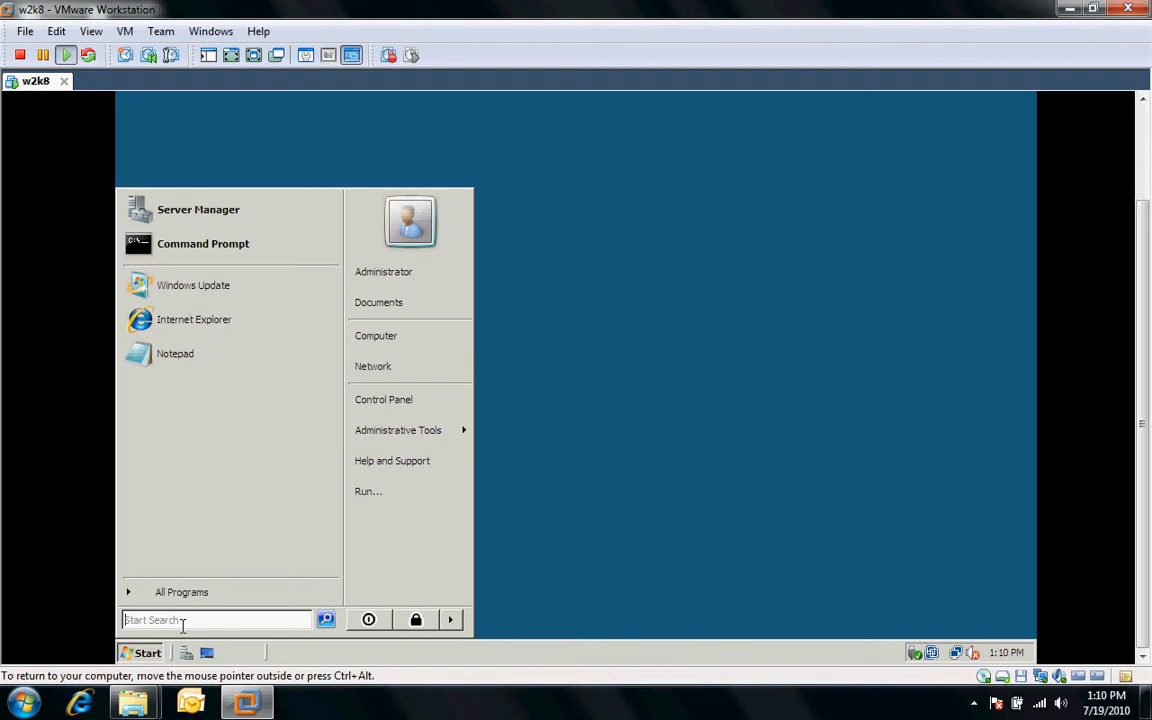 w2k8 - VMware Workstation
File Edit View VM Team Windows Help
w2k8
Server Manager
Command Prompt
Windows Update
Internet Explorer
Notepad
All Programs
Start Search
Administrator
Documents
Computer
Network
Control Panel
Administrative Tools
Help and Support
Run...
Start
1:10 PM
To return to your computer, move the mouse pointer outside or press Ctrl+Alt.
1:10 PM
7/19/2010